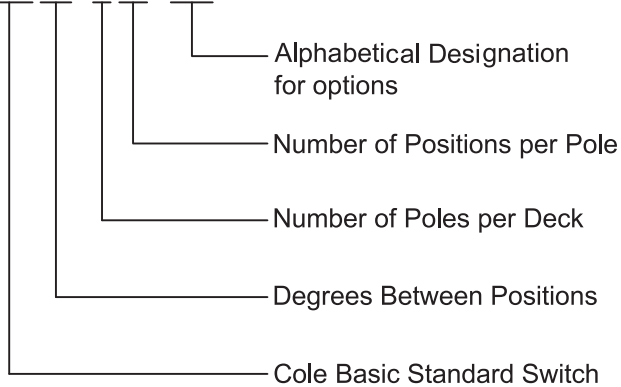 Alphabetical Designation
for options
Number of Positions per Pole
Number of Poles per Deck
Degrees Between Positions
Cole Basic Standard Switch